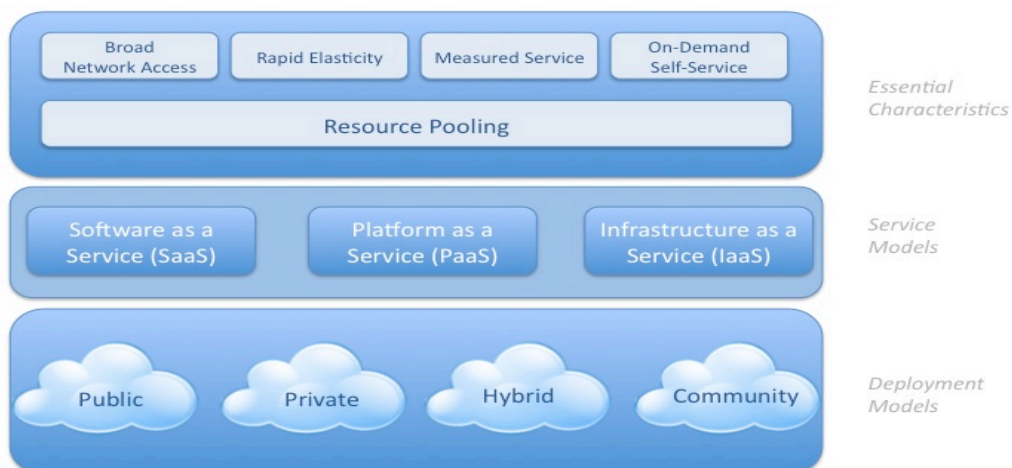 Broad
Network Access
Rapid Elasticity
Measured Service
On-Demand
Self-Service
Resource Pooling
Essential
Characteristics
Software as a
Service (SaaS)
Platform as a
Service (PaaS)
Infrastructure as a
Service (IaaS)
Service
Models
Public
Private
Hybrid
Community
Deployment
Models